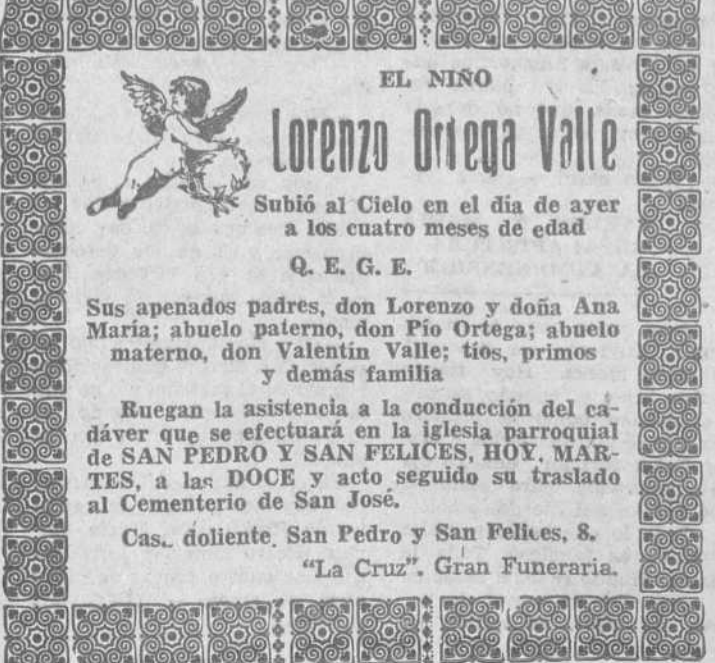 EL NIÑO
Lorenzo Ortega Valle
Subió al Cielo en el día de ayer
a los cuatro meses de edad
Q. E. G. E.
Sus apenados padres, don Lorenzo y doña Ana
María; abuelo paterno, don Pío Ortega; abuelo
materno, don Valentín Valle; tíos, primos
y demás familia
Ruegan la asistencia a la conducción del ca-
dáver que se efectuará en la iglesia parroquial
de SAN PEDRO Y SAN FELICES, HOY, MAR-
TES, a las DOCE y acto seguido su traslado
al Cementerio de San José.
Cas.. doliente. San Pedro y San Felices, 8.
"La Cruz". Gran Funeraria.